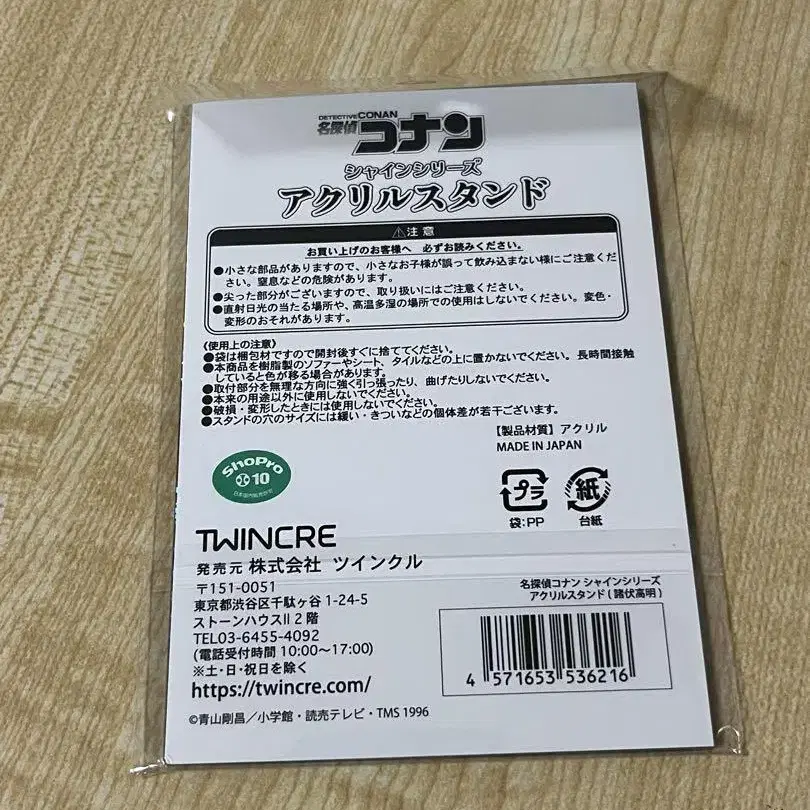 DETECTIVE CONAN
名探偵コナン
シャインシリーズ
アクリルスタンド
⚠注意
お買い上げのお客様へ 必ずお読みください。
●小さな部品がありますので、小さなお子様が誤って飲み込まない様にご注意くだ
さい。窒息などの危険があります。
●尖った部分がございますので、取り扱いにはご注意ください。
●直射日光の当たる場所や、高温多湿の場所での使用はしないでください。変色・
変形のおそれがあります。
《使用上の注意》
●袋は梱包材ですので開封後すぐに捨ててください。
●本商品を樹脂製のソファーやシート、タイルなどの上に置かないでください。長時間接触
していると色が移る場合があります。
●取付部分を無理な方向に強く引っ張ったり、曲げたりしないでください。
●本来の用途以外に使用しないでください。
●破損・変形したときには使用しないでください。
●スタンドの穴のサイズには緩い・きついなどの個体差が若干ございます。
【製品材質】アクリル
MADE IN JAPAN
ShoPro
10
日本国内販売限定
プラ
袋:PP
紙
台紙
TWINCRE
発売元 株式会社 ツインクル
〒151-0051
東京都渋谷区千駄ヶ谷1-24-5
ストーンハウスII 2階
TEL03-6455-4092
(電話受付時間 10:00〜17:00)
※土・日・祝日を除く
https://twincre.com/
©青山剛昌／小学館・読売テレビ・TMS 1996
名探偵コナン シャインシリーズ
アクリルスタンド(諸伏高明)
4 571653 536216